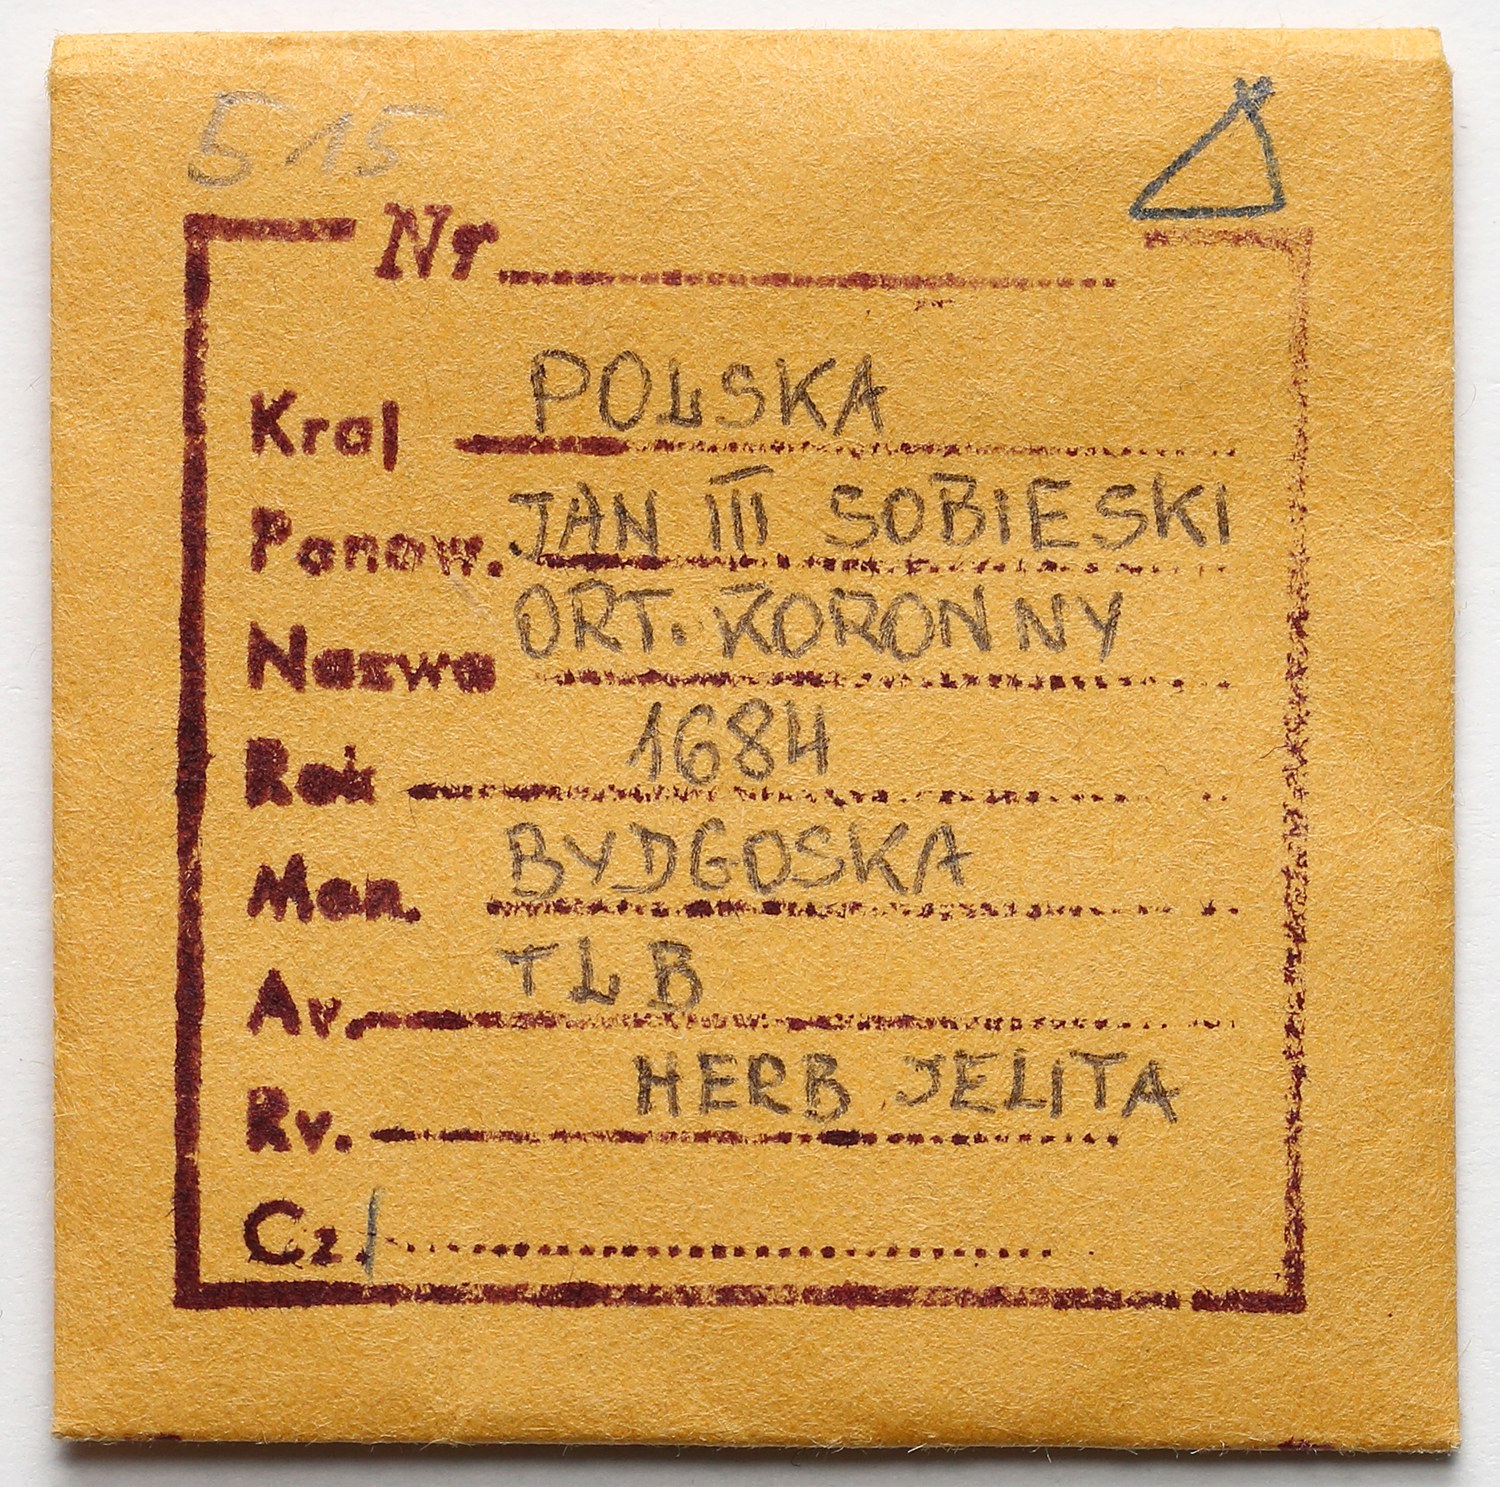 515
Nr
Kraj POLSKA
Panow. JAN III SOBIESKI
Nazwa ORT. KORONNY
Rok 1684
Men. BYDGOSKA
Av. TLB
Rv. HERB JELITA
Cz.